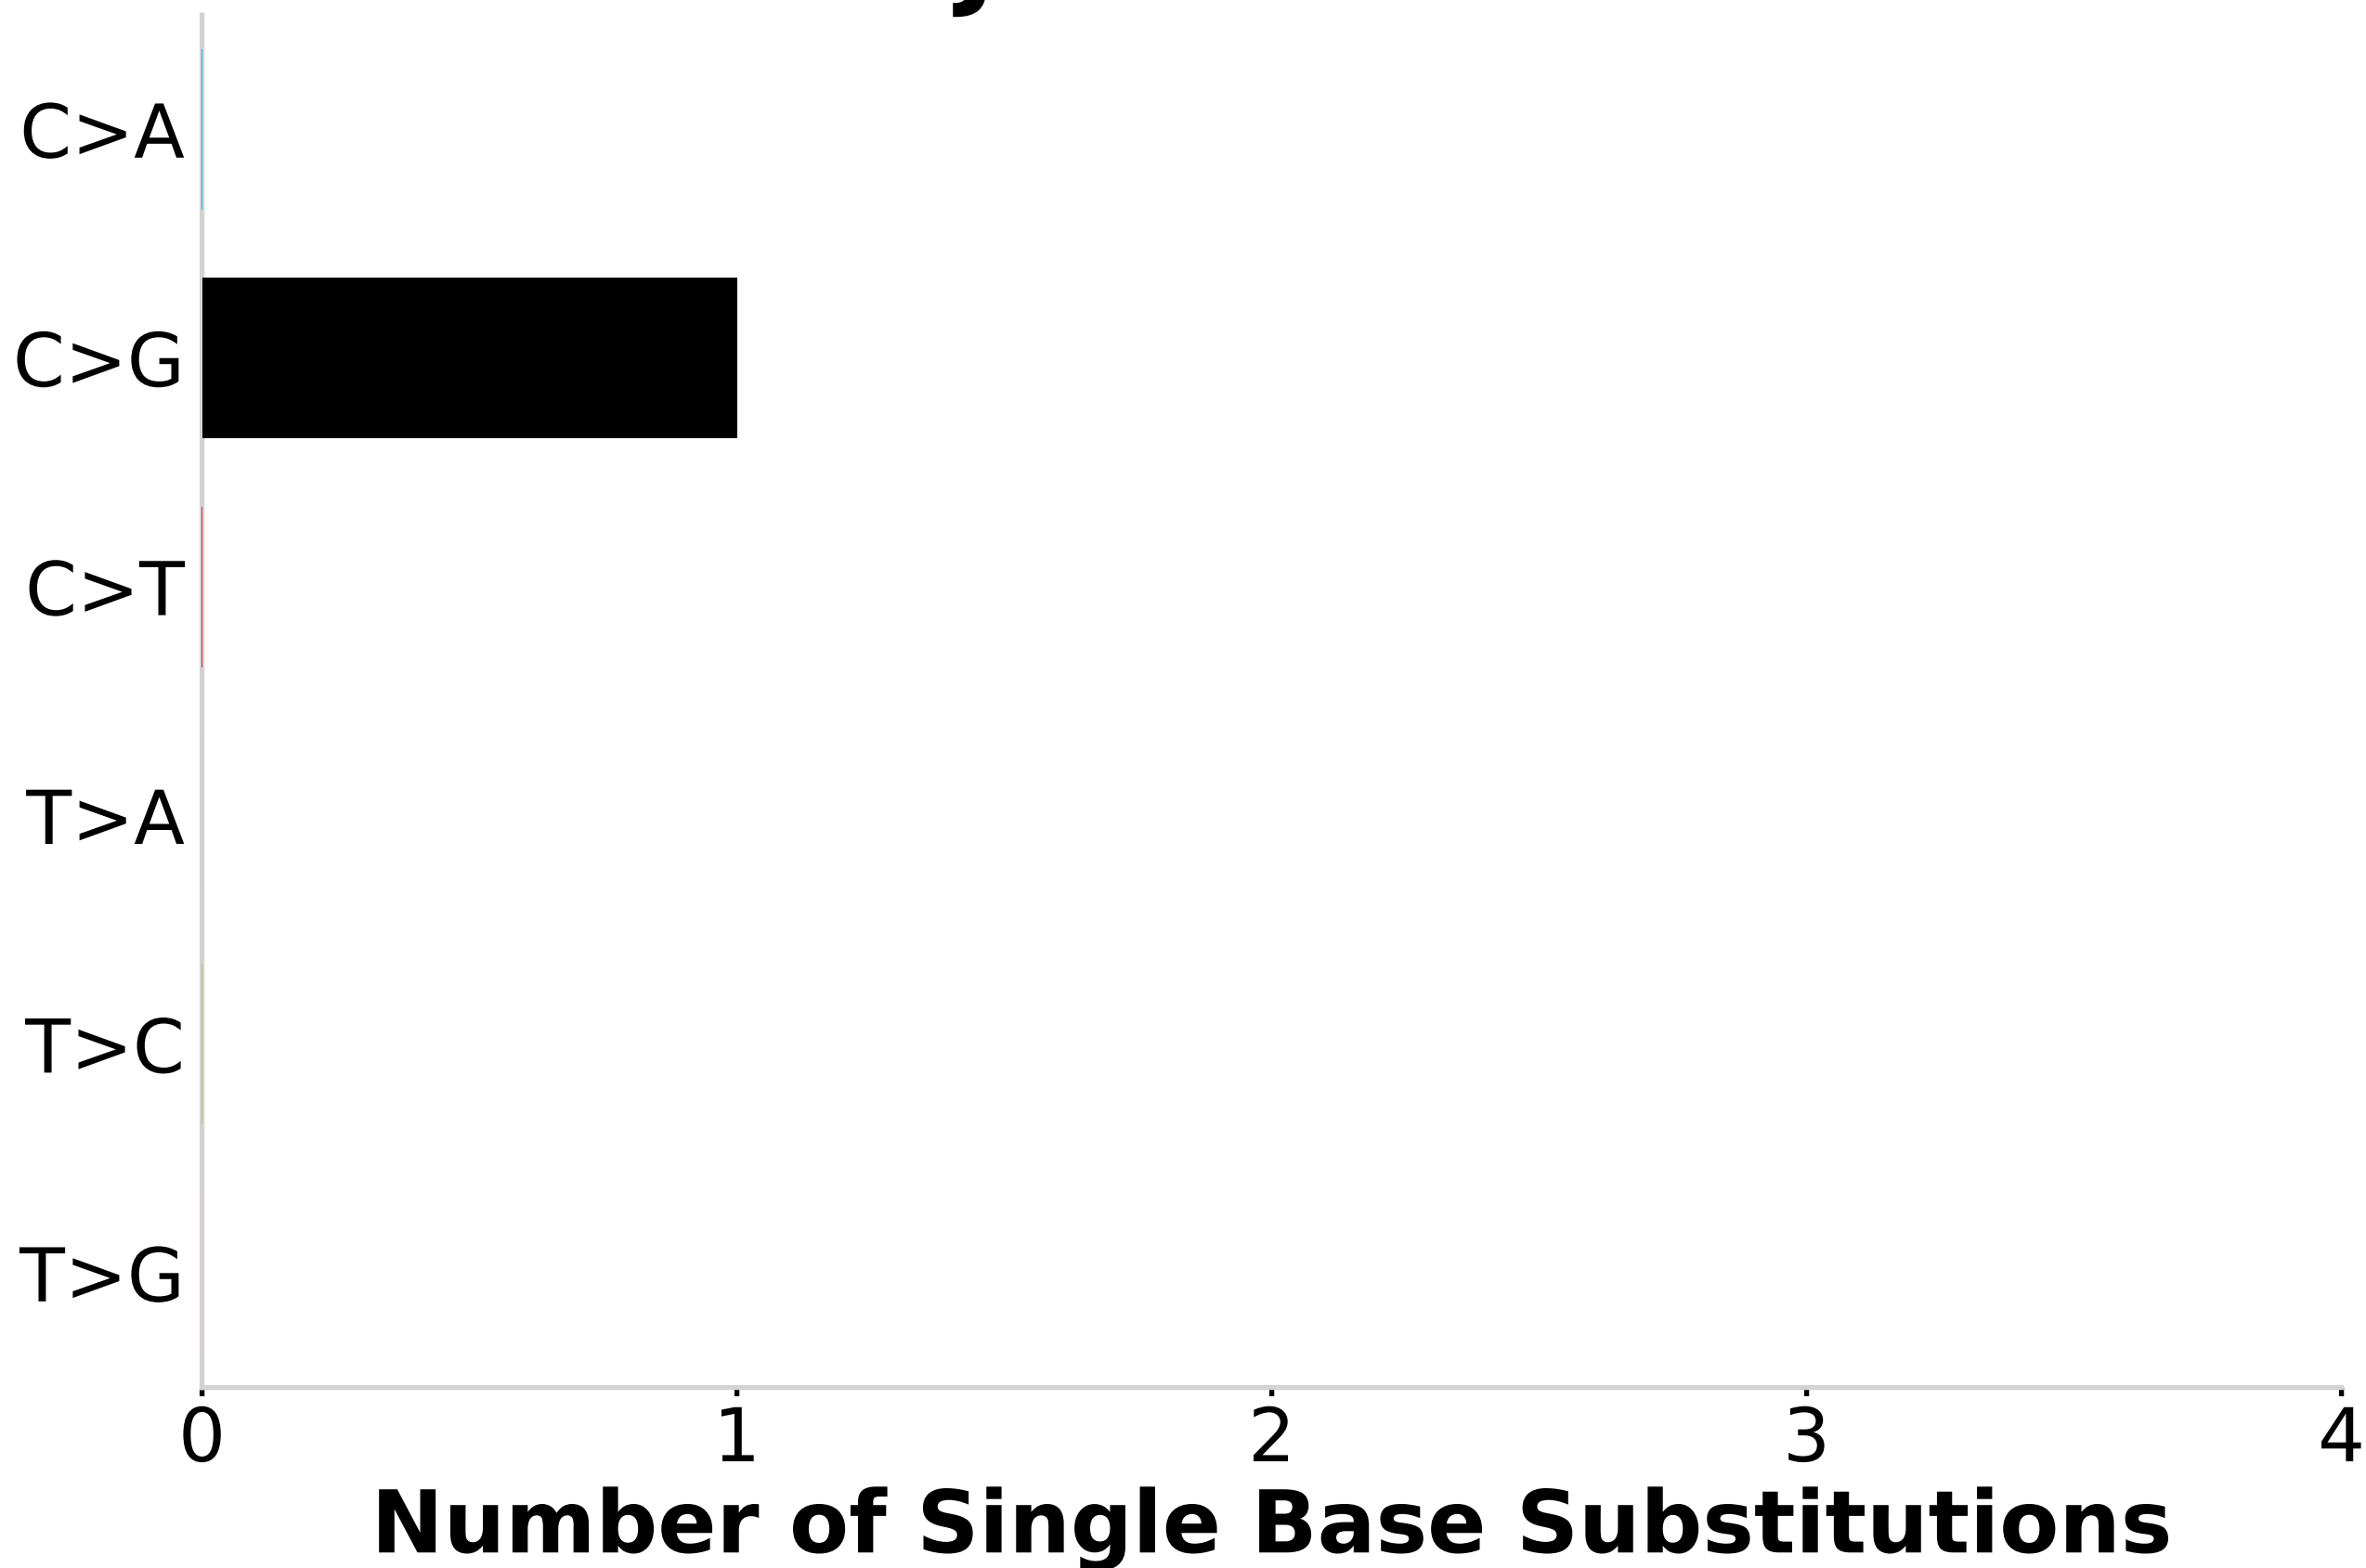 C>A
C>G
C>T
T>A
T>C
T>G
0 1 2 3 4
Number of Single Base Substitutions